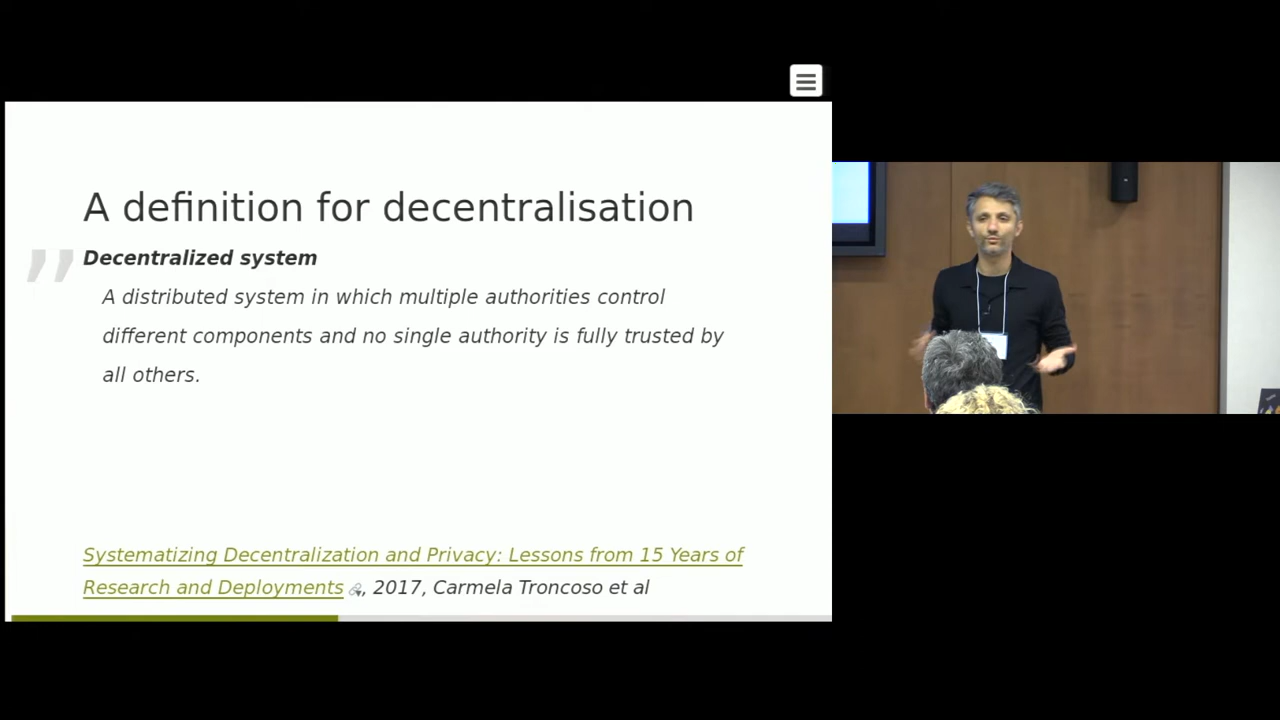 A definition for decentralisation
Decentralized system
A distributed system in which multiple authorities control
different components and no single authority is fully trusted by
all others.
Systematizing Decentralization and Privacy: Lessons from 15 Years of
Research and Deployments, 2017, Carmela Troncoso et al